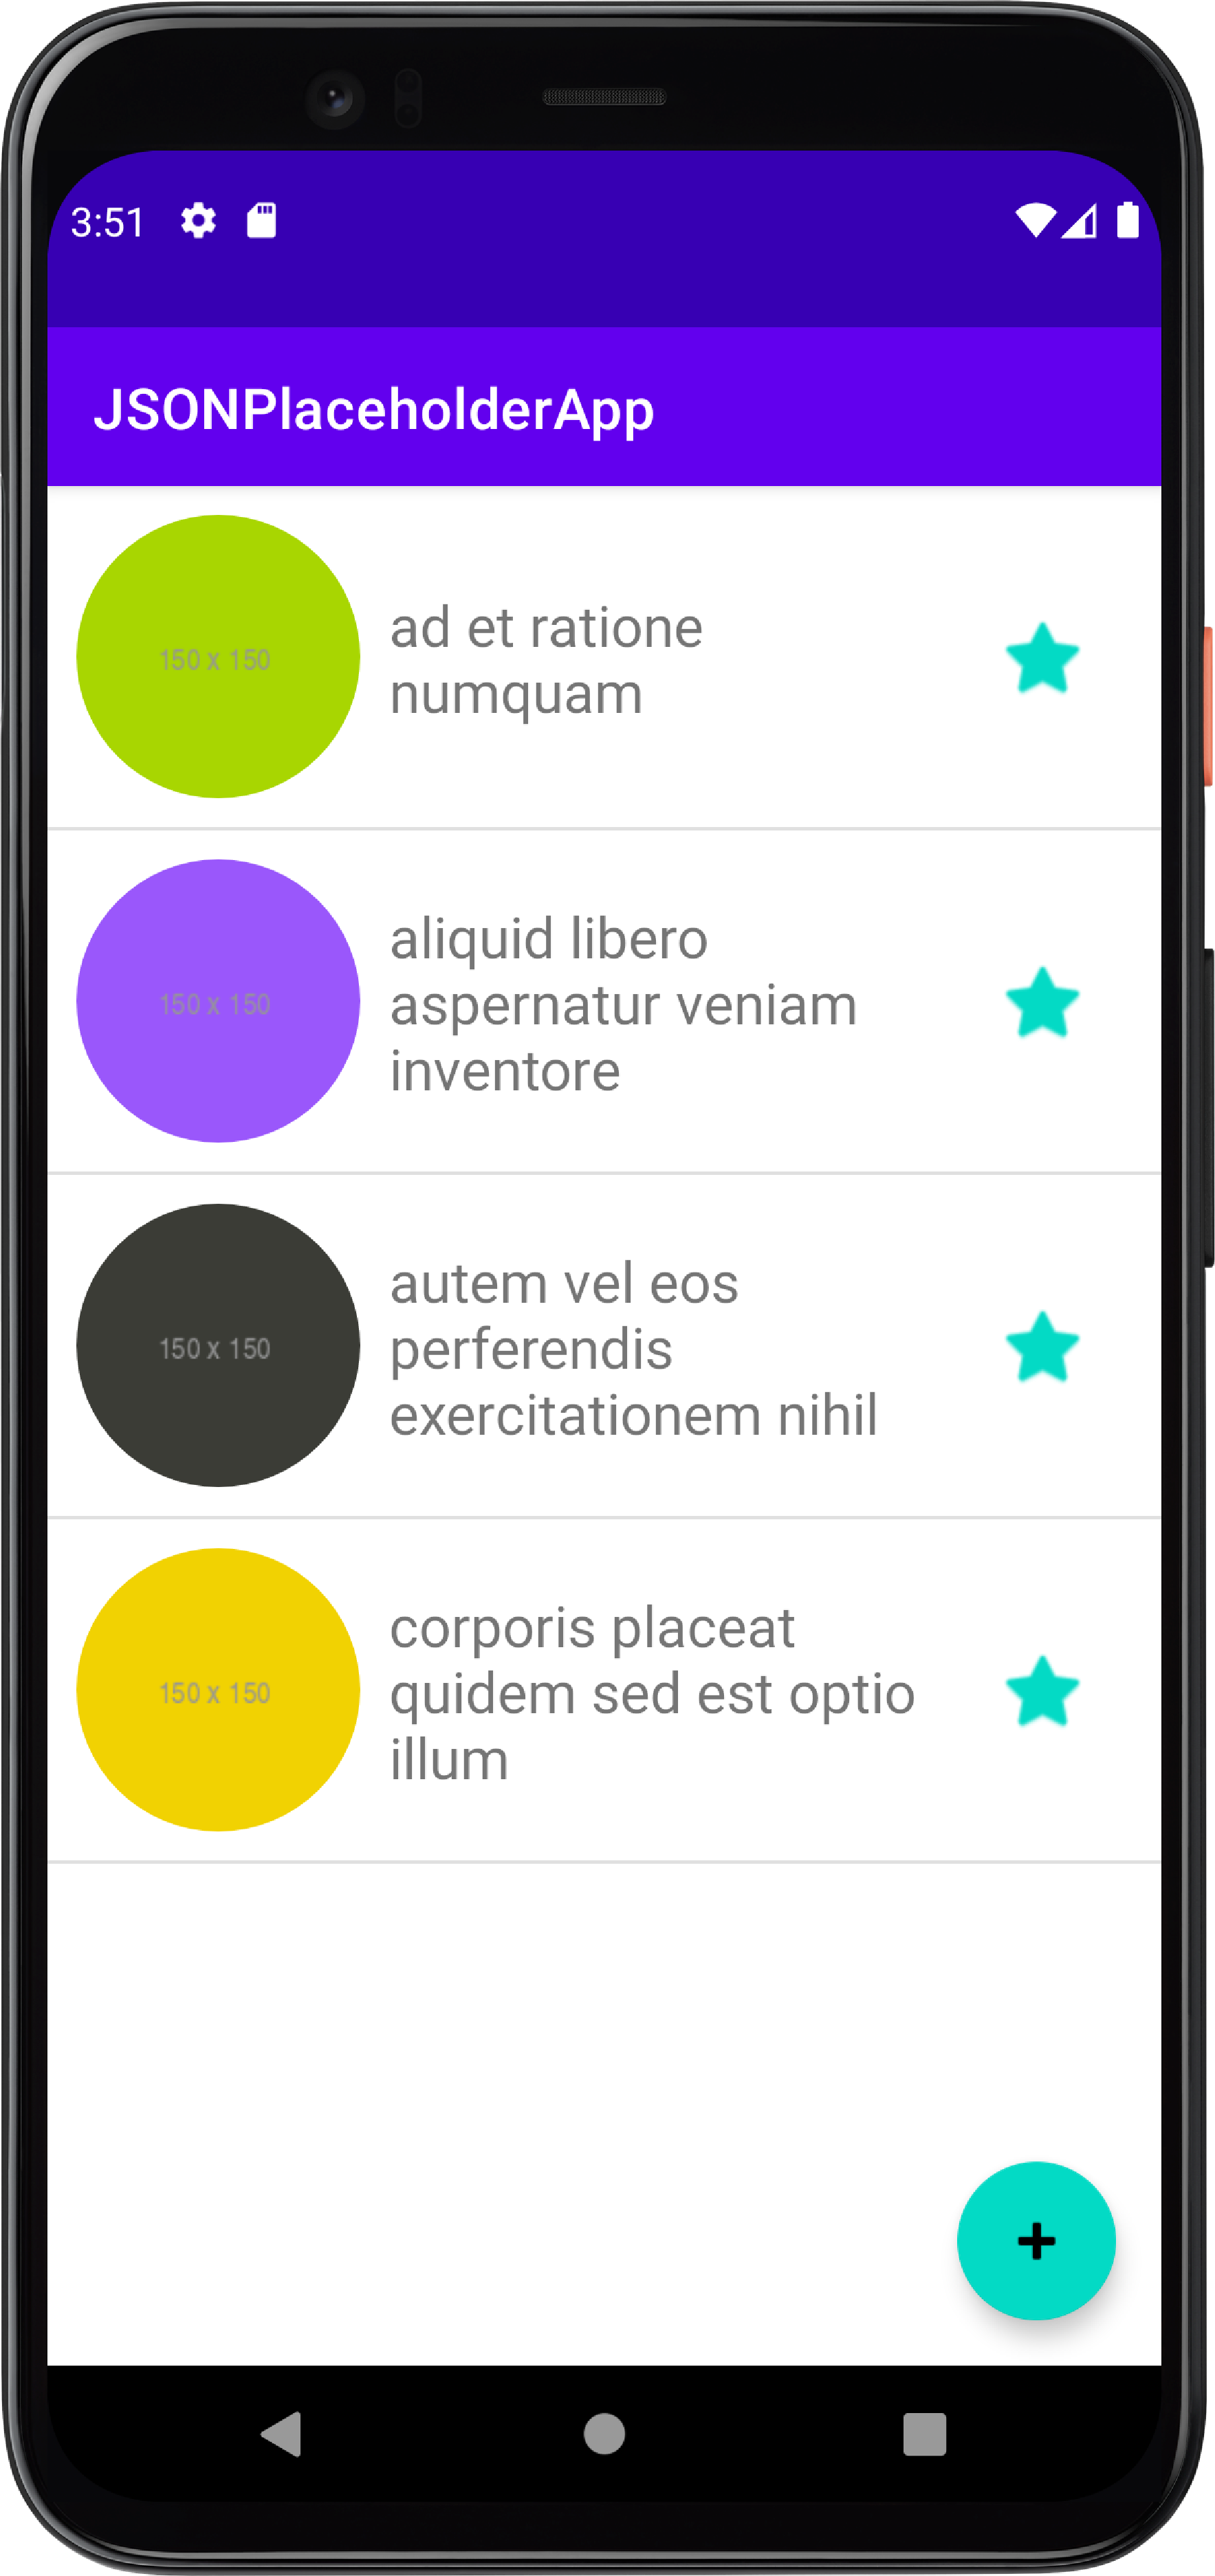 3:51
JSONPlaceholderApp
150 x 150
ad et ratione
numquam
150 x 150
aliquid libero
aspernatur veniam
inventore
150 x 150
autem vel eos
perferendis
exercitationem nihil
150 x 150
corporis placeat
quidem sed est optio
illum
+